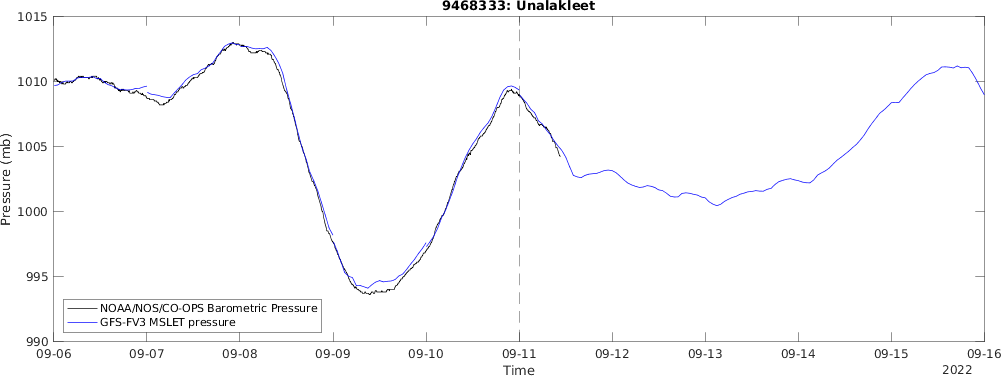 9468333: Unalakleet
1015
1010
1005
1000
995
990
Pressure (mb)
NOAA/NOS/CO-OPS Barometric Pressure
GFS-FV3 MSLET pressure
09-06 09-07 09-08 09-09 09-10 09-11 09-12 09-13 09-14 09-15 09-16
Time
2022